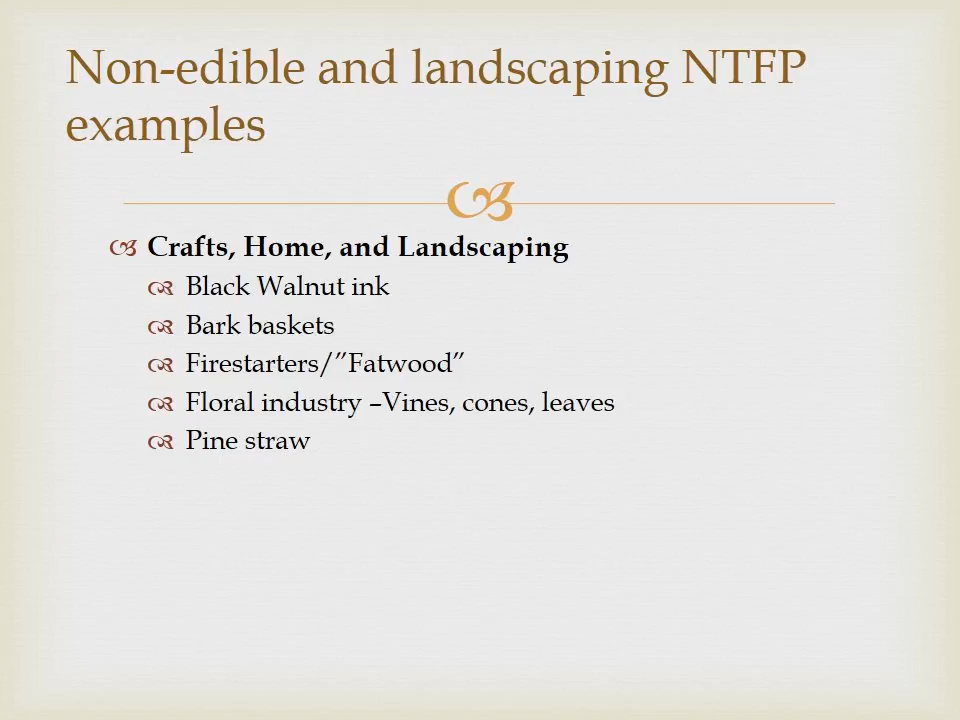 Non-edible and landscaping NTFP
examples
Crafts, Home, and Landscaping
Black Walnut ink
Bark baskets
Firestarters/”Fatwood”
Floral industry –Vines, cones, leaves
Pine straw